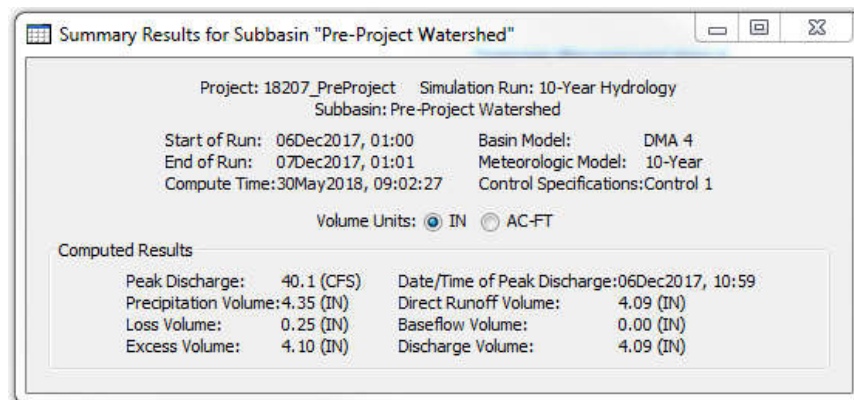 Summary Results for Subbasin "Pre-Project Watershed"
Project: 18207_PreProject Simulation Run: 10-Year Hydrology
Subbasin: Pre-Project Watershed
Start of Run: 06Dec2017, 01:00 Basin Model: DMA 4
End of Run: 07Dec2017, 01:01 Meteorologic Model: 10-Year
Compute Time:30May2018, 09:02:27 Control Specifications:Control 1
Volume Units: IN AC-FT
Computed Results
Peak Discharge: 40.1 (CFS) Date/Time of Peak Discharge:06Dec2017, 10:59
Precipitation Volume:4.35 (IN) Direct Runoff Volume: 4.09 (IN)
Loss Volume: 0.25 (IN) Baseflow Volume: 0.00 (IN)
Excess Volume: 4.10 (IN) Discharge Volume: 4.09 (IN)